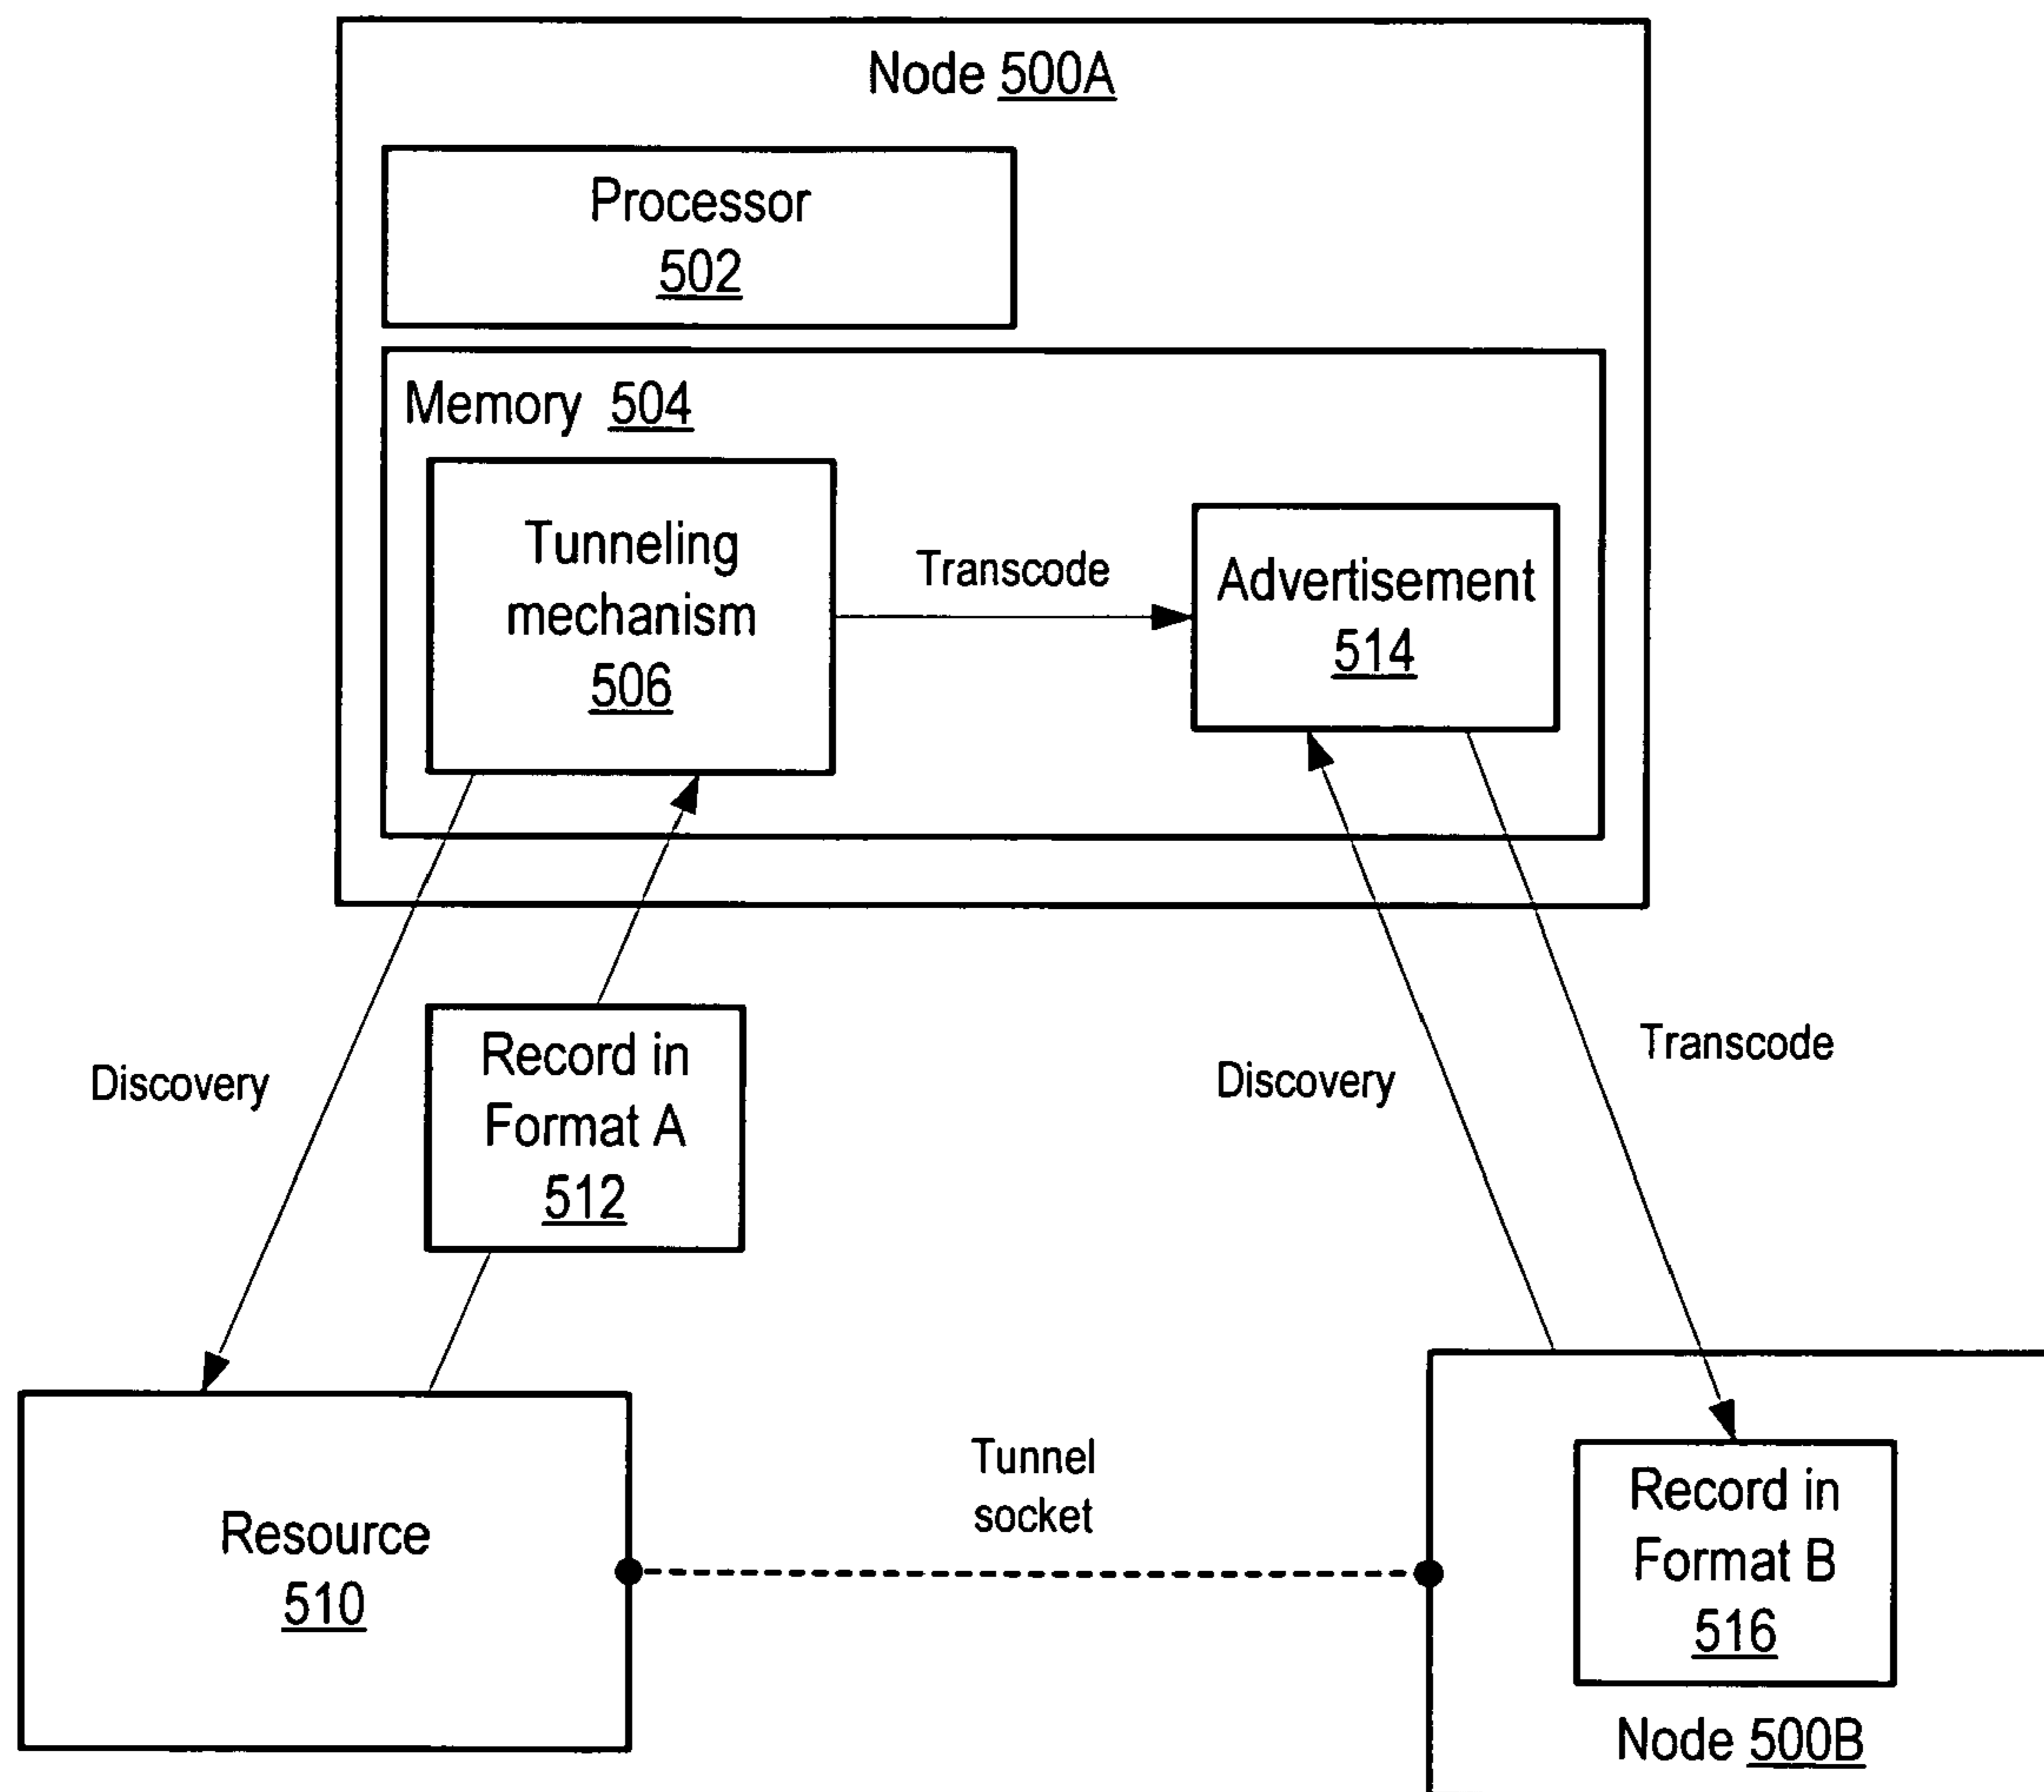 Node 500A
Processor
502
Memory 504
Tunneling
mechanism
506
Transcode
Advertisement
514
Discovery
Record in
Format A
512
Discovery
Transcode
Resource
510
Tunnel
socket
Record in
Format B
516
Node 500B